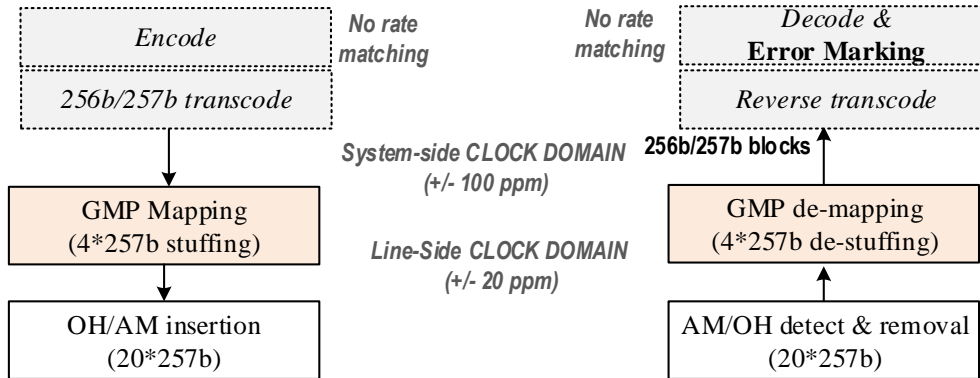 Encode
256b/257b transcode
GMP Mapping
(4*257b stuffing)
OH/AM insertion
(20*257b)
No rate
matching
System-side CLOCK DOMAIN
(+/- 100 ppm)
Line-Side CLOCK DOMAIN
(+/- 20 ppm)
No rate
matching
Decode &
Error Marking
Reverse transcode
256b/257b blocks
GMP de-mapping
(4*257b de-stuffing)
AM/OH detect & removal
(20*257b)